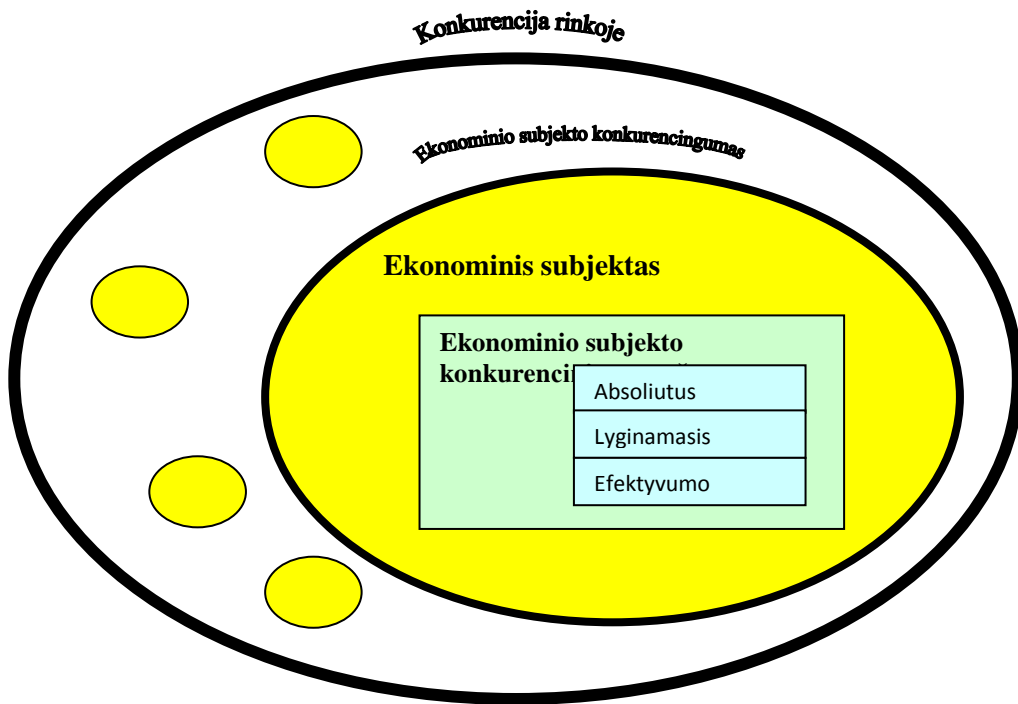 Konkurencija rinkoje
Ekonominio subjekto konkurencingumas
Ekonominis subjektas
Ekonominio subjekto
Absoliutus
Lyginamasis
Efektyvumo